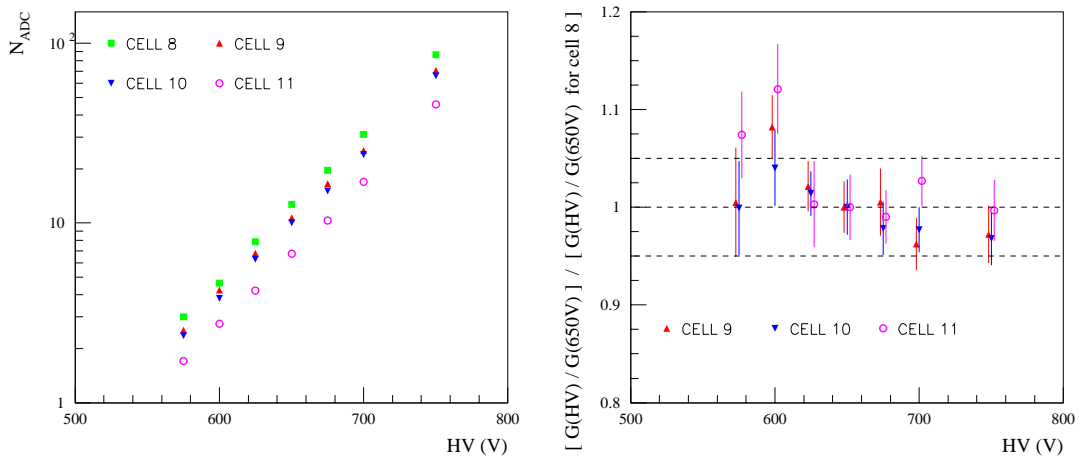 N_ADC
10^2
10
1
CELL 8
CELL 9
CELL 10
CELL 11
500
600
700
800
HV (V)
[ G(HV) / G(650V) ] / [ G(HV) / G(650V) for cell 8 ]
1.2
1.1
1
0.9
0.8
CELL 9
CELL 10
CELL 11
500
600
700
800
HV (V)